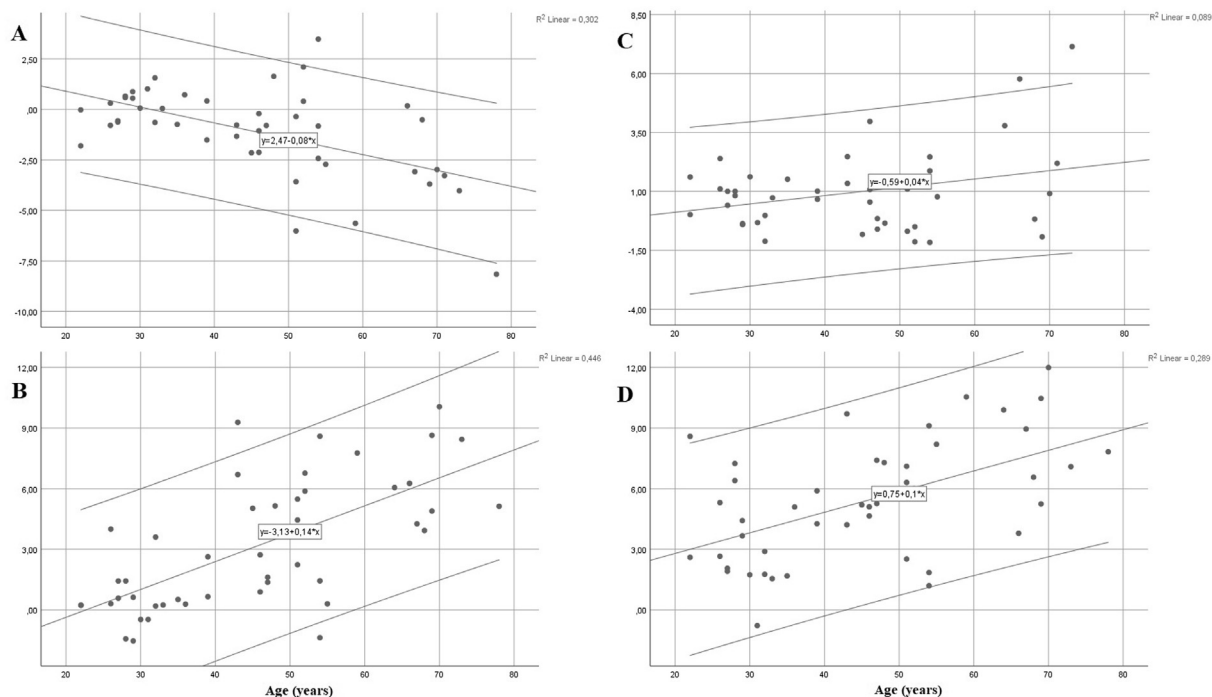 A
R2 Linear = 0,302
2,50
,00
-2,50
-5,00
-7,50
-10,00
y=2,47-0,08*x
20 30 40 50 60 70 80
C
R2 Linear = 0,089
8,50
6,00
3,50
1,00
-1,50
-4,00
y=-0,59+0,04*x
20 30 40 50 60 70 80
B
R2 Linear = 0,446
12,00
9,00
6,00
3,00
,00
y=-3,13+0,14*x
20 30 40 50 60 70 80
Age (years)
D
R2 Linear = 0,289
12,00
9,00
6,00
3,00
,00
y=0,75+0,1*x
20 30 40 50 60 70 80
Age (years)